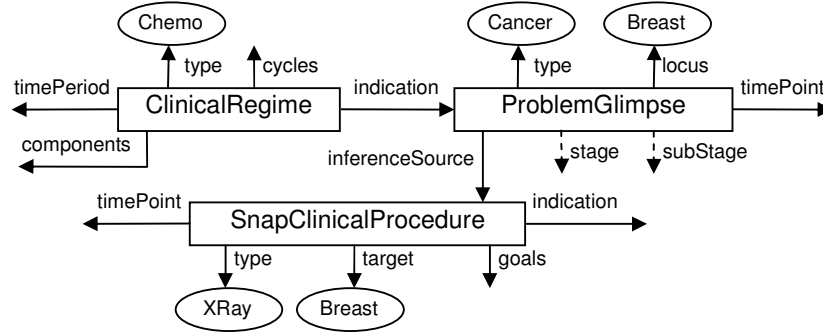 Chemo
Cancer
Breast
type
cycles
type
locus
timePeriod
ClinicalRegime
indication
ProblemGlimpse
timePoint
components
inferenceSource
stage
subStage
timePoint
SnapClinicalProcedure
indication
type
target
goals
XRay
Breast